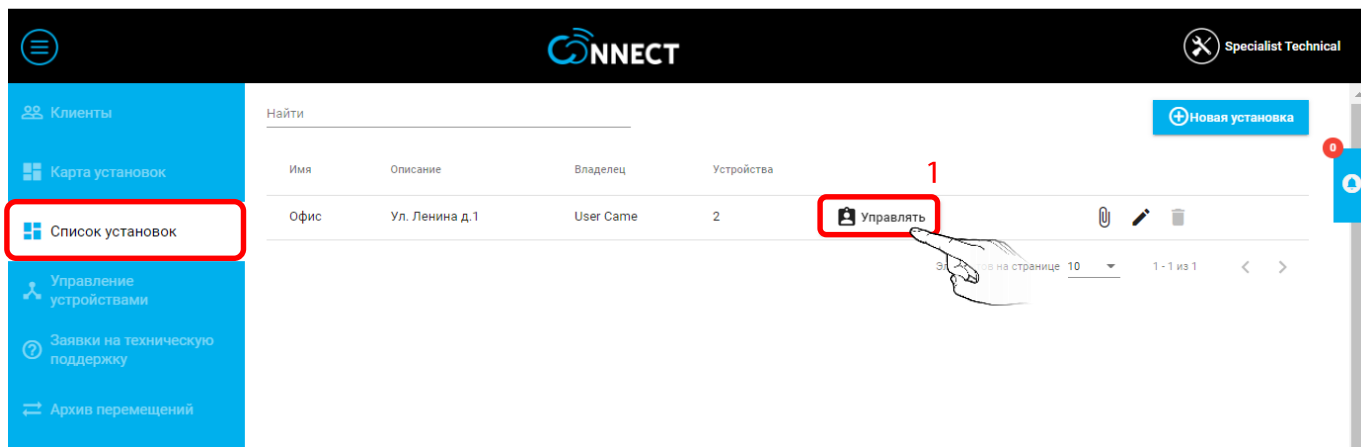 CONNECT
Specialist Technical
Клиенты
Карта установок
Список установок
Управление
устройствами
Заявки на техническую
поддержку
Архив перемещений
Найти
Новая установка
0
Имя Описание Владелец Устройства
1
Офис Ул. Ленина д.1 User Came 2 Управлять
на странице 10 1 - 1 из 1